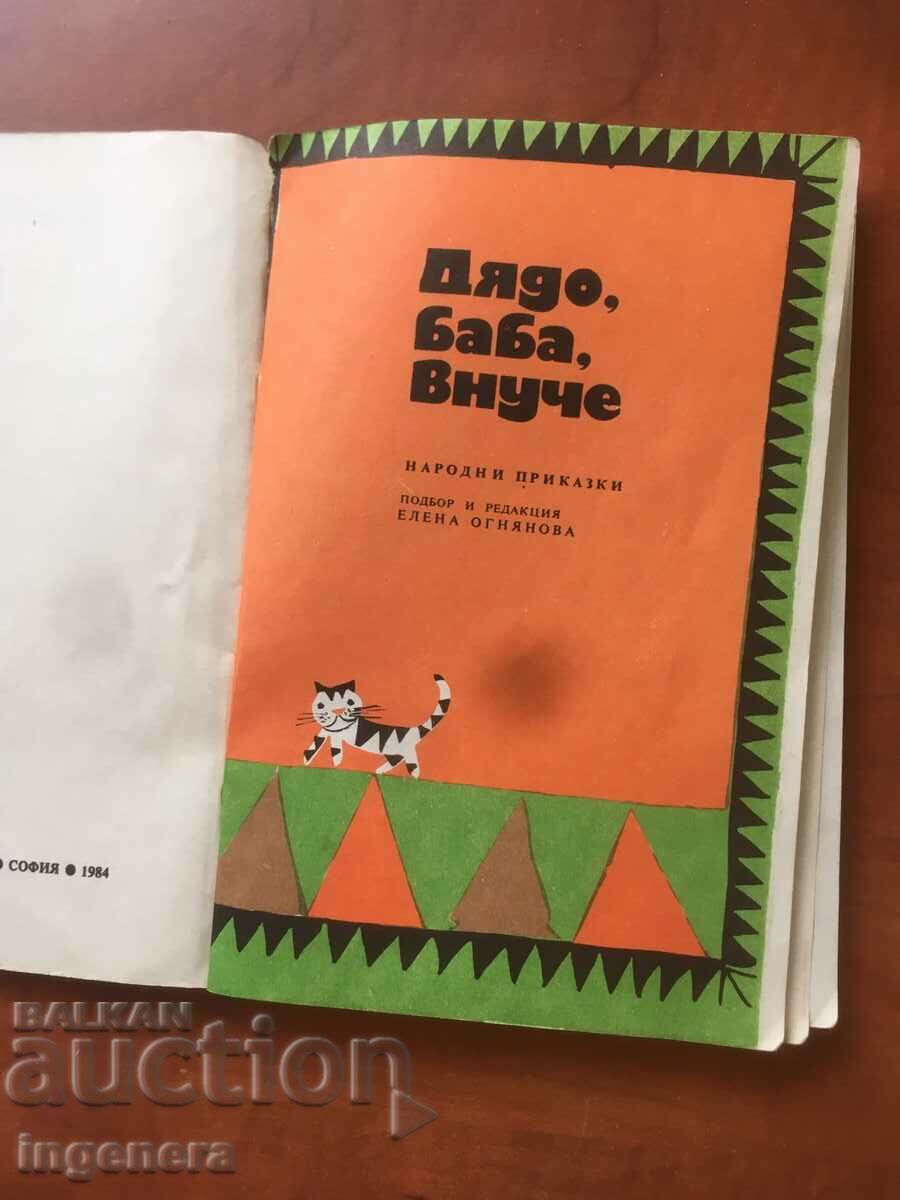 ● СОФИЯ ● 1984
Дядо,
баба,
внуче
НАРОДНИ ПРИКАЗКИ
ПОДБОР И РЕДАКЦИЯ
ЕЛЕНА ОГНЯНОВА
BALKAN
auction
ingenera